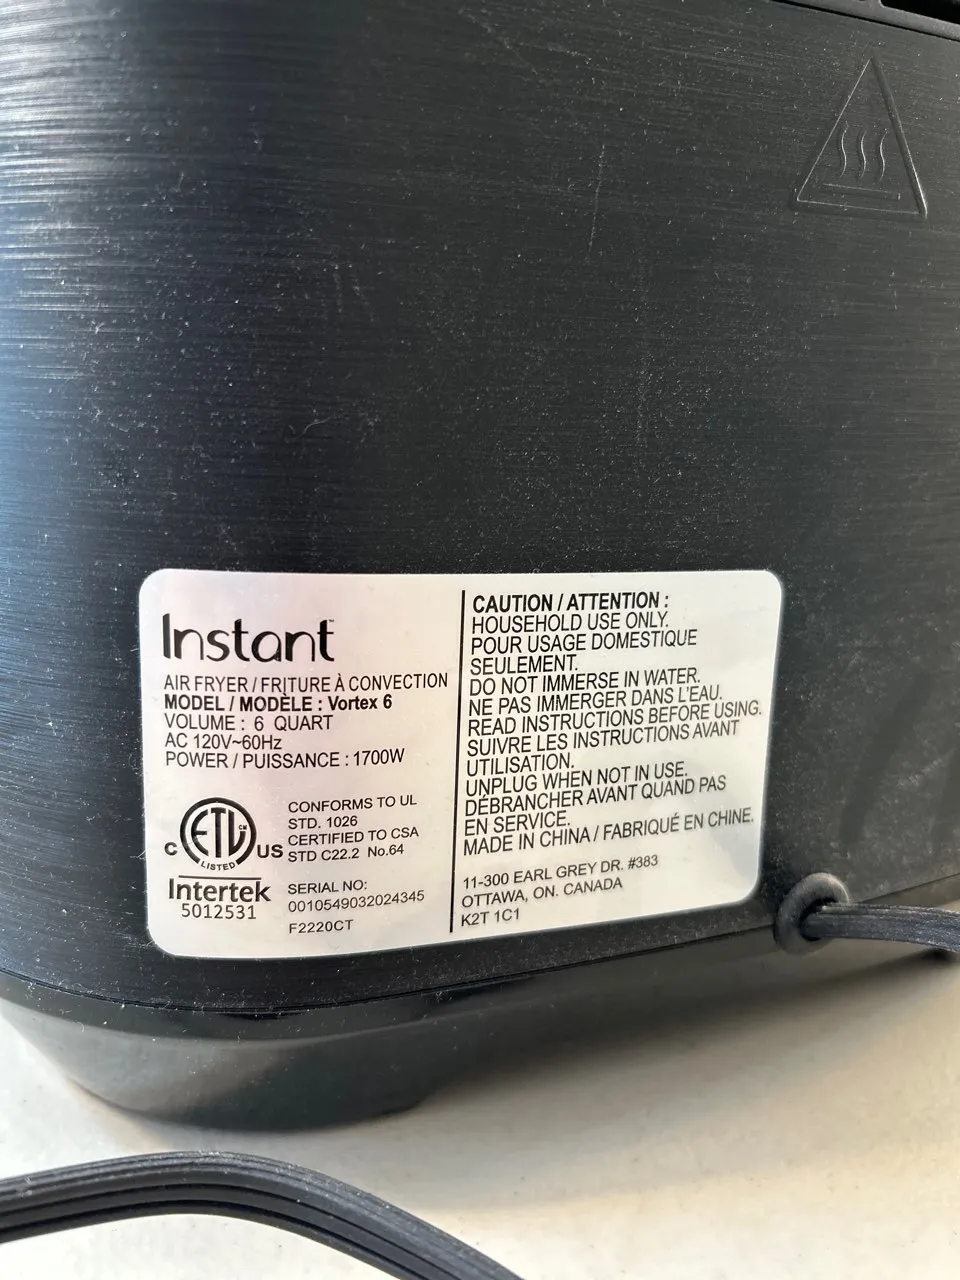 Instant™
AIR FRYER / FRITURE À CONVECTION
MODEL / MODÈLE : Vortex 6
VOLUME : 6 QUART
AC 120V~60Hz
POWER / PUISSANCE : 1700W
C ETL CM US
LISTED
Intertek
5012531
CONFORMS TO UL
STD. 1026
CERTIFIED TO CSA
STD C22.2 No.64
SERIAL NO:
0010549032024345
F2220CT
CAUTION / ATTENTION :
HOUSEHOLD USE ONLY.
POUR USAGE DOMESTIQUE
SEULEMENT.
DO NOT IMMERSE IN WATER.
NE PAS IMMERGER DANS L'EAU.
READ INSTRUCTIONS BEFORE USING.
SUIVRE LES INSTRUCTIONS AVANT
UTILISATION.
UNPLUG WHEN NOT IN USE.
DÉBRANCHER AVANT QUAND PAS
EN SERVICE.
MADE IN CHINA / FABRIQUÉ EN CHINE.
11-300 EARL GREY DR. #383
OTTAWA, ON. CANADA
K2T 1C1